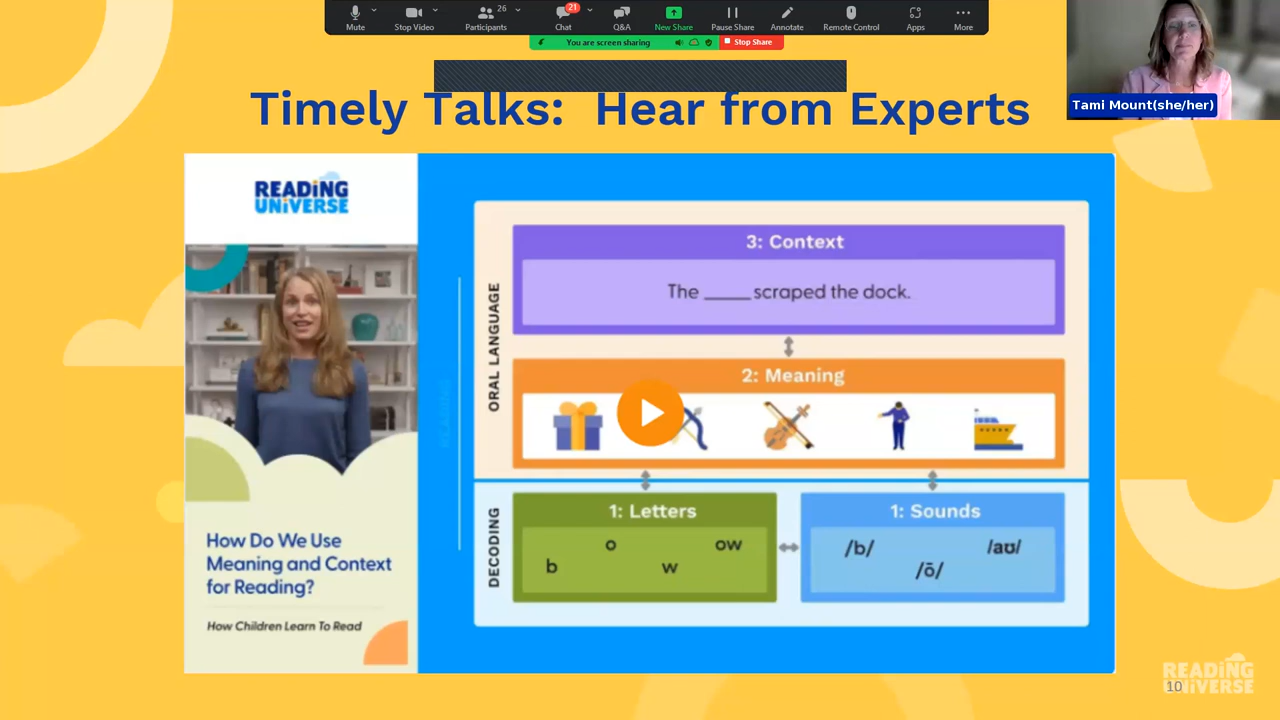 26
21
Mute
Stop Video
Participants
Chat
Q&A
New Share
Pause Share
Annotate
Remote Control
Apps
More
You are screen sharing
Stop Share
Tami Mount(she/her)
Timely Talks: Hear from Experts
READING
UNIVERSE
How Do We Use
Meaning and Context
for Reading?
How Children Learn To Read
ORAL LANGUAGE
3: Context
The _____ scraped the dock.
2: Meaning
DECODING
1: Letters
o
ow
b
w
1: Sounds
/b/
/aʊ/
/ō/
READING
UNIVERSE
10